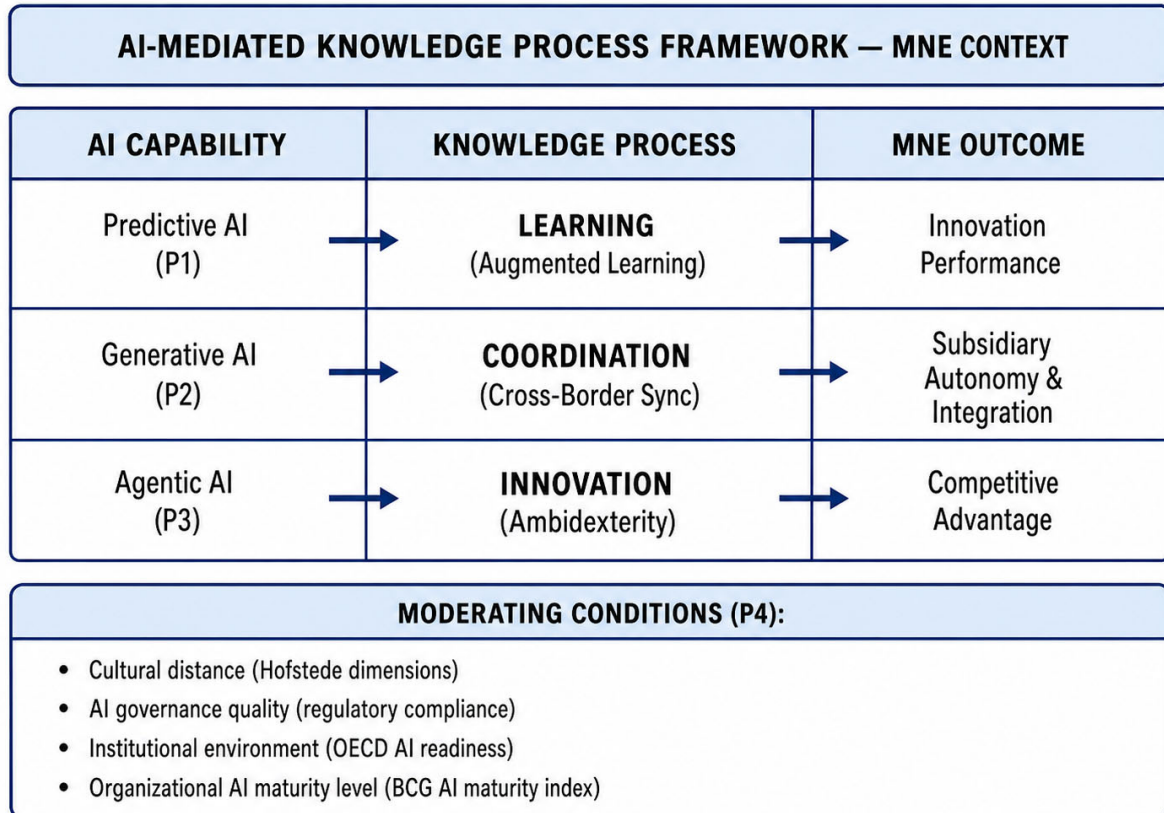 AI-MEDIATED KNOWLEDGE PROCESS FRAMEWORK — MNE CONTEXT
AI CAPABILITY
KNOWLEDGE PROCESS
MNE OUTCOME
Predictive AI
(P1)
LEARNING
(Augmented Learning)
Innovation
Performance
Generative AI
(P2)
COORDINATION
(Cross-Border Sync)
Subsidiary
Autonomy &
Integration
Agentic AI
(P3)
INNOVATION
(Ambidexterity)
Competitive
Advantage
MODERATING CONDITIONS (P4):
• Cultural distance (Hofstede dimensions)
• AI governance quality (regulatory compliance)
• Institutional environment (OECD AI readiness)
• Organizational AI maturity level (BCG AI maturity index)